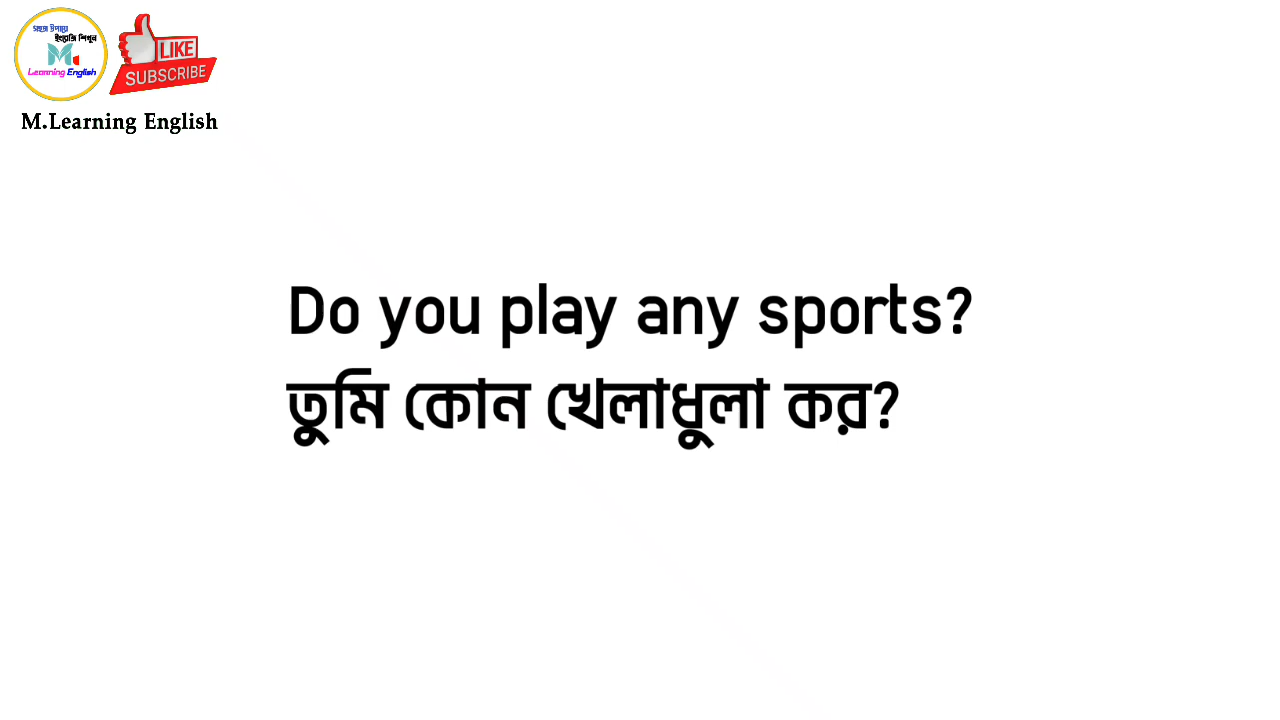 সহজ উপায়ে
ইংরেজি শিখুন
M
Learning English
LIKE
SUBSCRIBE
M.Learning English
Do you play any sports?
তুমি কোন খেলাধুলা কর?